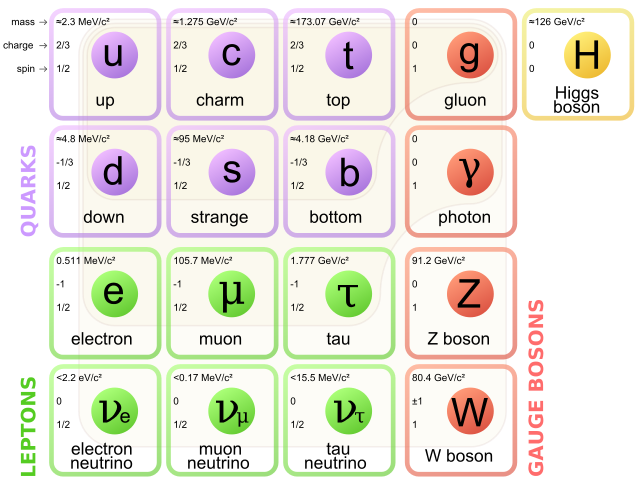 mass →
charge →
spin →
≈2.3 MeV/c²
2/3
1/2
u
up
≈1.275 GeV/c²
2/3
1/2
c
charm
≈173.07 GeV/c²
2/3
1/2
t
top
0
0
1
g
gluon
≈126 GeV/c²
0
0
H
Higgs
boson
QUARKS
≈4.8 MeV/c²
-1/3
1/2
d
down
≈95 MeV/c²
-1/3
1/2
s
strange
≈4.18 GeV/c²
-1/3
1/2
b
bottom
0
0
1
γ
photon
0.511 MeV/c²
-1
1/2
e
electron
105.7 MeV/c²
-1
1/2
μ
muon
1.777 GeV/c²
-1
1/2
τ
tau
91.2 GeV/c²
0
1
Z
Z boson
LEPTONS
<2.2 eV/c²
0
1/2
νe
electron
neutrino
<0.17 MeV/c²
0
1/2
νμ
muon
neutrino
<15.5 MeV/c²
0
1/2
ντ
tau
neutrino
80.4 GeV/c²
±1
1
W
W boson
GAUGE BOSONS